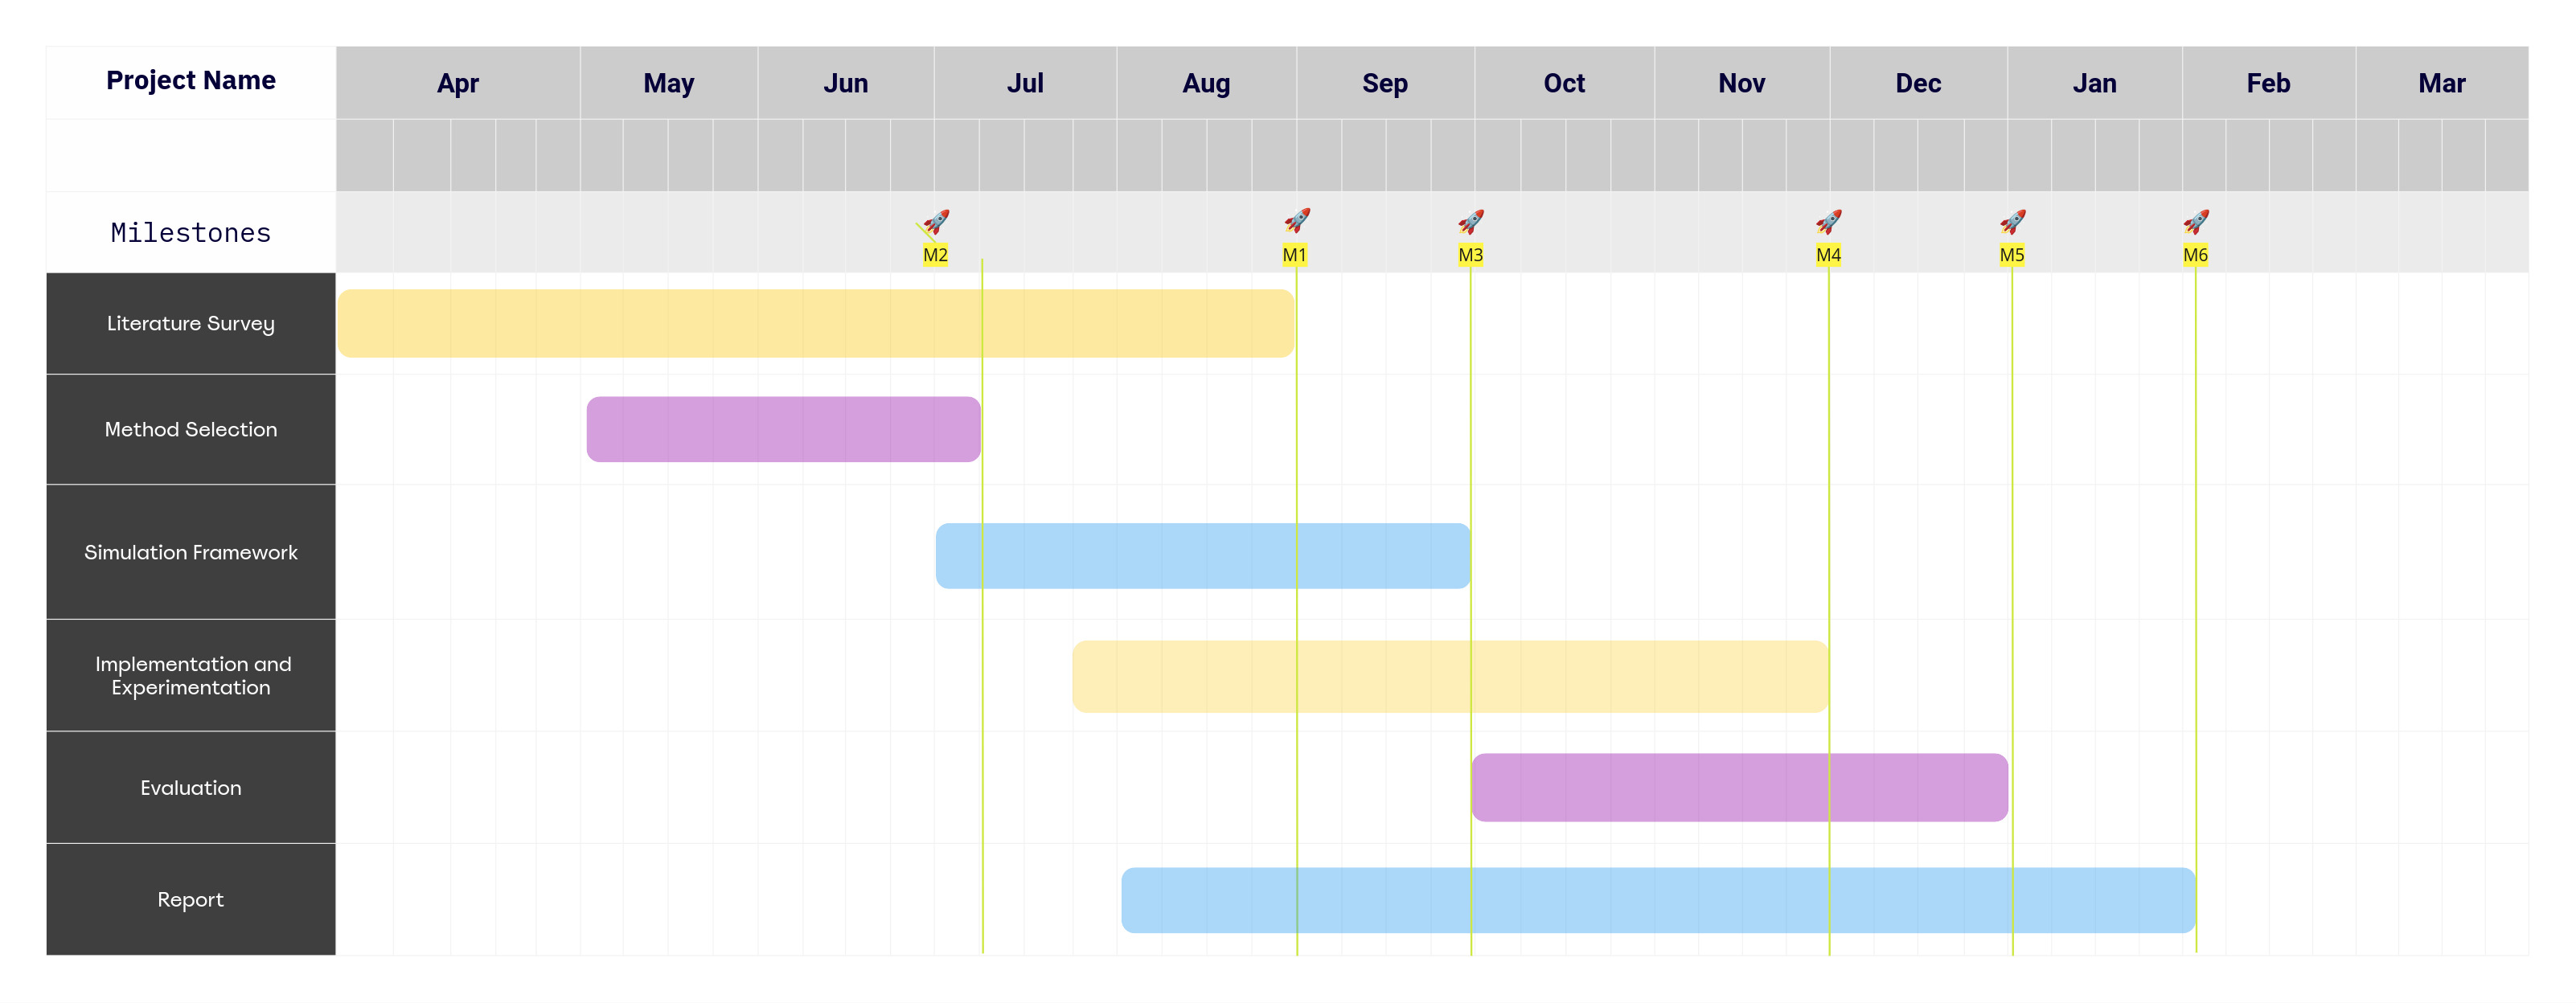 Project Name
Apr May Jun Jul Aug Sep Oct Nov Dec Jan Feb Mar
Milestones
M2 M1 M3 M4 M5 M6
Literature Survey
Method Selection
Simulation Framework
Implementation and
Experimentation
Evaluation
Report